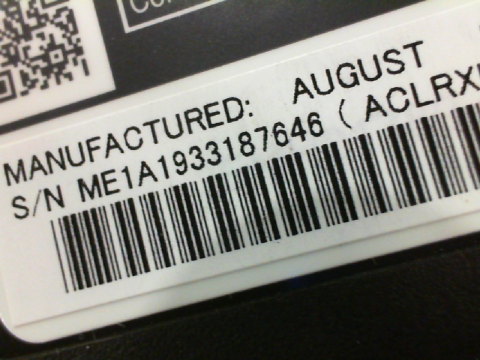 MANUFACTURED: AUGUST
S/N ME1A1933187646 ( ACLRX